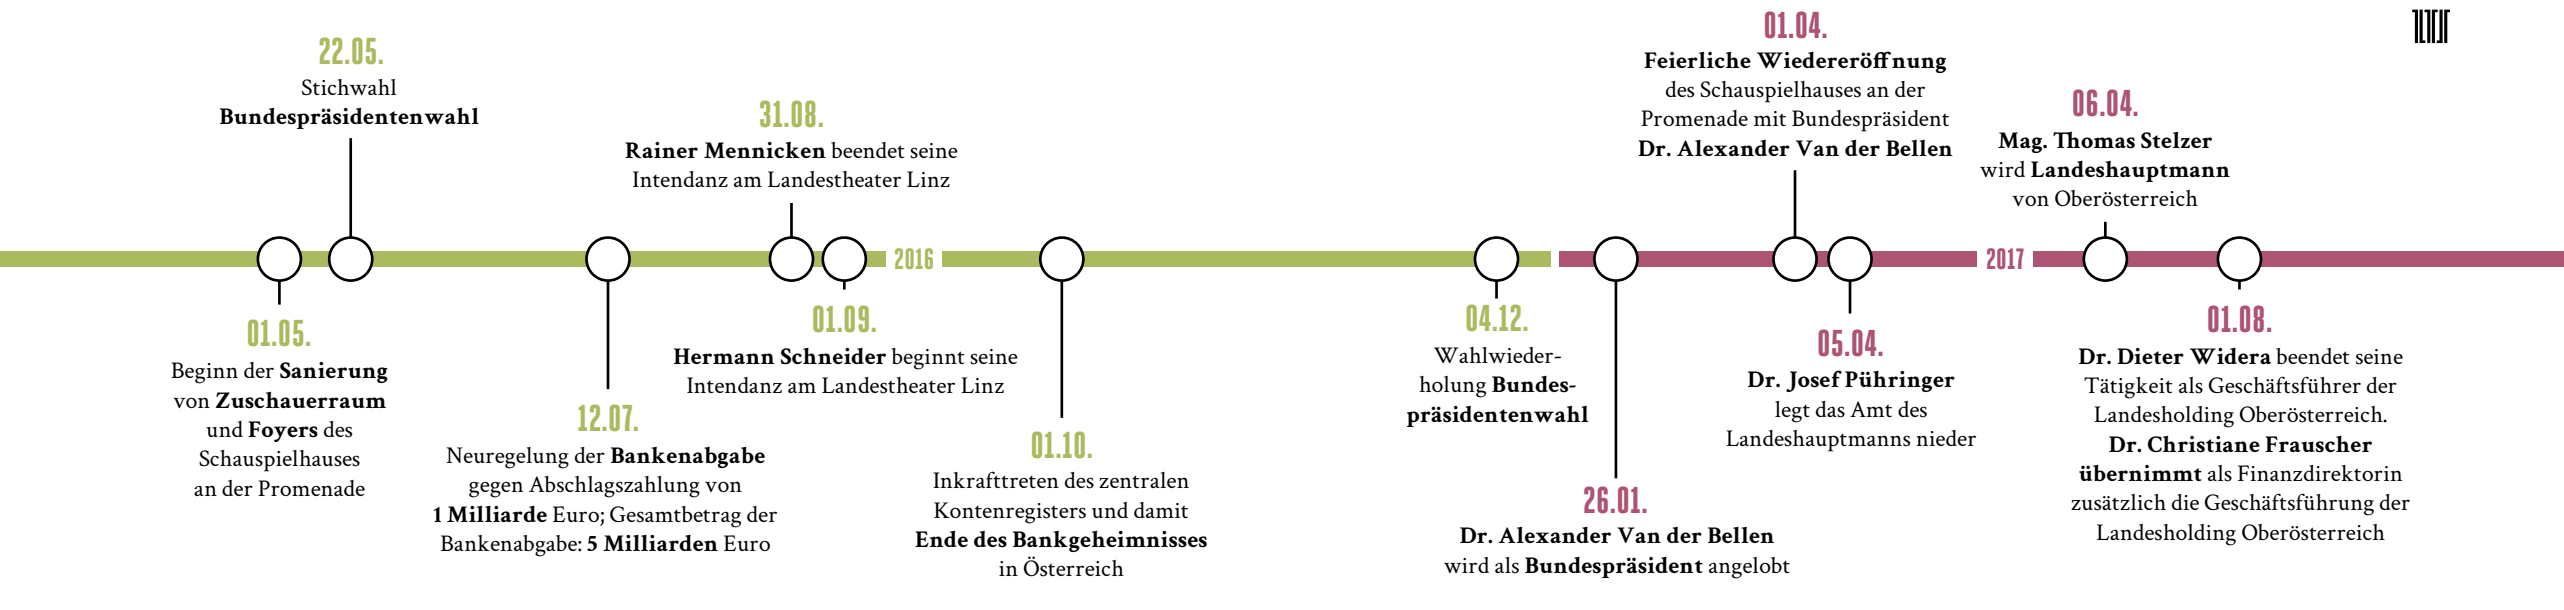 22.05.
Stichwahl
Bundespräsidentenwahl
01.05.
Beginn der Sanierung
von Zuschauerraum
und Foyers des
Schauspielhauses
an der Promenade
12.07.
Neuregelung der Bankenabgabe
gegen Abschlagszahlung von
1 Milliarde Euro; Gesamtbetrag der
Bankenabgabe: 5 Milliarden Euro
31.08.
Rainer Mennicken beendet seine
Intendanz am Landestheater Linz
01.09.
Hermann Schneider beginnt seine
Intendanz am Landestheater Linz
2016
01.10.
Inkrafttreten des zentralen
Kontenregisters und damit
Ende des Bankgeheimnisses
in Österreich
04.12.
Wahlwieder-
holung Bundes-
präsidentenwahl
26.01.
Dr. Alexander Van der Bellen
wird als Bundespräsident angelobt
01.04.
Feierliche Wiedereröffnung
des Schauspielhauses an der
Promenade mit Bundespräsident
Dr. Alexander Van der Bellen
05.04.
Dr. Josef Pühringer
legt das Amt des
Landeshauptmanns nieder
2017
06.04.
Mag. Thomas Stelzer
wird Landeshauptmann
von Oberösterreich
01.08.
Dr. Dieter Widera beendet seine
Tätigkeit als Geschäftsführer der
Landesholding Oberösterreich.
Dr. Christiane Frauscher
übernimmt als Finanzdirektorin
zusätzlich die Geschäftsführung der
Landesholding Oberösterreich